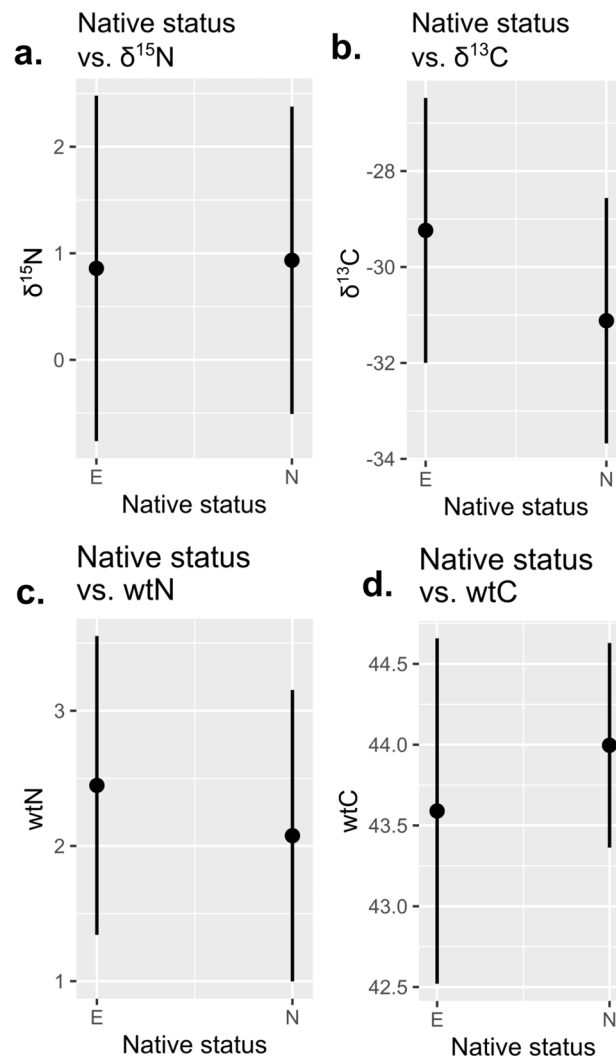 a.
Native status
vs. δ¹⁵N
δ¹⁵N
2
1
0
E
N
Native status
b.
Native status
vs. δ¹³C
δ¹³C
-28
-30
-32
-34
E
N
Native status
c.
Native status
vs. wtN
wtN
3
2
1
E
N
Native status
d.
Native status
vs. wtC
wtC
44.5
44.0
43.5
43.0
42.5
E
N
Native status